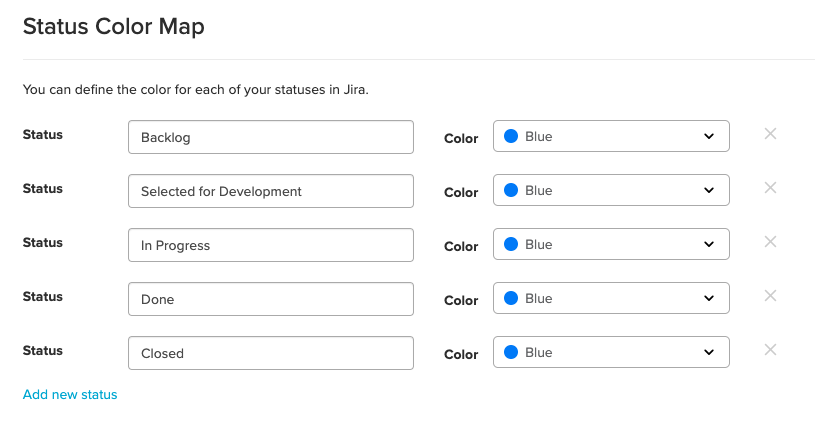 Status Color Map
You can define the color for each of your statuses in Jira.
Status Backlog Color Blue
Status Selected for Development Color Blue
Status In Progress Color Blue
Status Done Color Blue
Status Closed Color Blue
Add new status